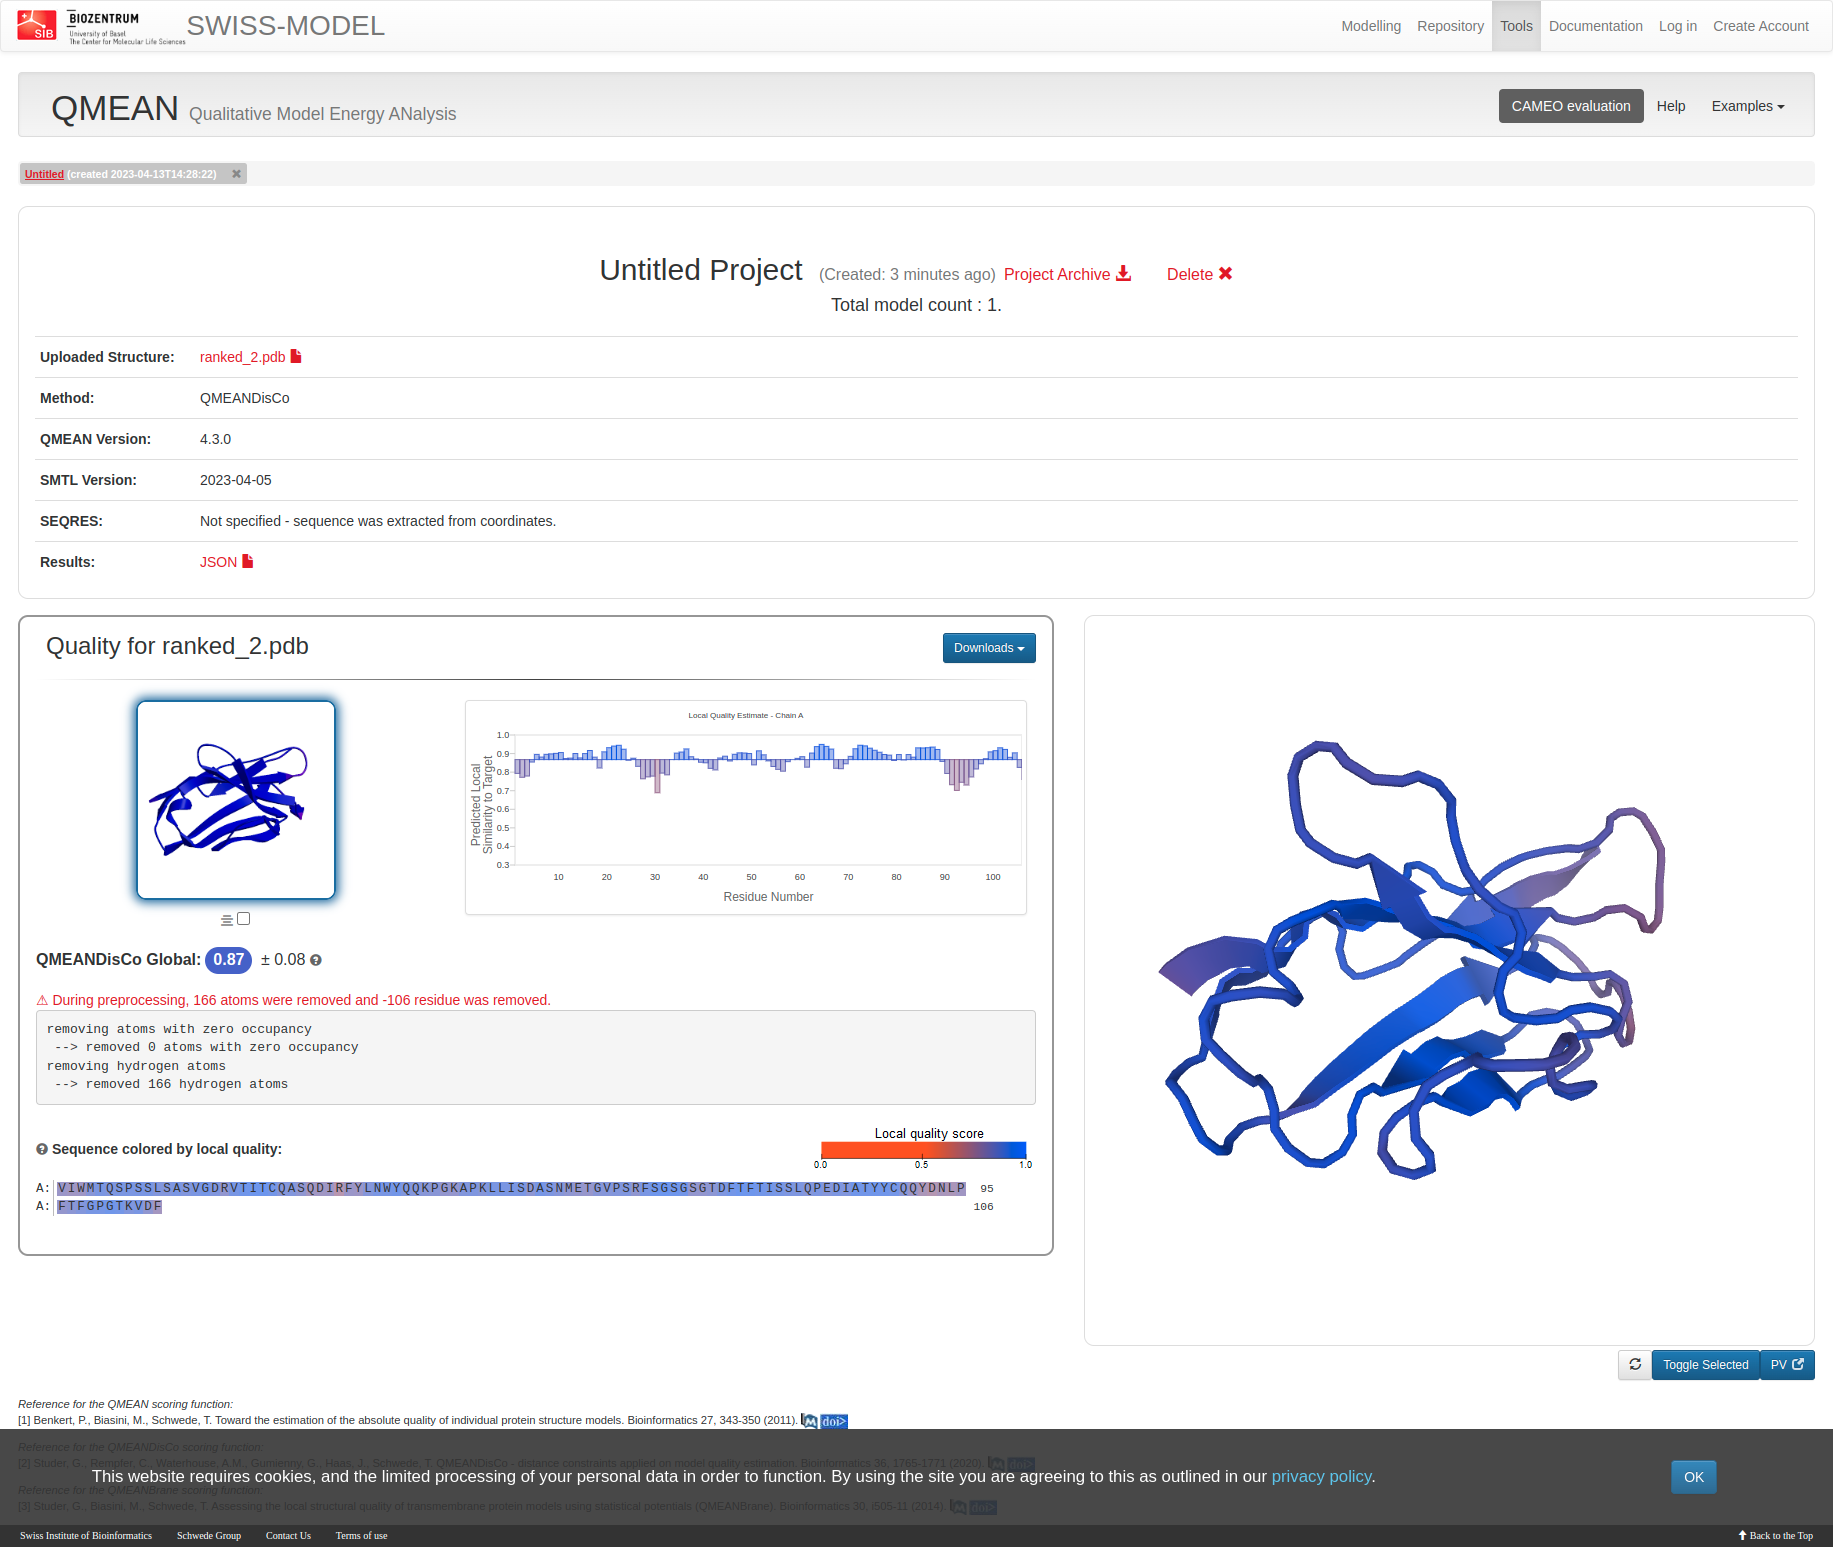 SIB
BIOZENTRUM
University of Basel
The Center for Molecular Life Sciences
SWISS-MODEL
Modelling Repository Tools Documentation Log in Create Account
QMEAN Qualitative Model Energy ANalysis
CAMEO evaluation Help Examples
Untitled (created 2023-04-13T14:28:22) ✖
Untitled Project (Created: 3 minutes ago) Project Archive Delete ✖
Total model count : 1.
Uploaded Structure: ranked_2.pdb
Method: QMEANDisCo
QMEAN Version: 4.3.0
SMTL Version: 2023-04-05
SEQRES: Not specified - sequence was extracted from coordinates.
Results: JSON
Quality for ranked_2.pdb
Downloads
Local Quality Estimate - Chain A
Predicted Local
Similarity to Target
1.0
0.9
0.8
0.7
0.6
0.5
0.4
0.3
10 20 30 40 50 60 70 80 90 100
Residue Number
QMEANDisCo Global: 0.87 ± 0.08
⚠ During preprocessing, 166 atoms were removed and -106 residue was removed.
removing atoms with zero occupancy
--> removed 0 atoms with zero occupancy
removing hydrogen atoms
--> removed 166 hydrogen atoms
Sequence colored by local quality:
Local quality score
0.0 0.5 1.0
A: VIWMTQSPSSLSASVGDRVTITCQASQDIRFYLNWYQQKPGKAPKLLISDASNMETGVPSRFSGSGSGTDFTFTISSLQPEDIATYYCQQYDNLP 95
A: FTFGPGTKVDF 106
Toggle Selected PV
Reference for the QMEAN scoring function:
[1] Benkert, P., Biasini, M., Schwede, T. Toward the estimation of the absolute quality of individual protein structure models. Bioinformatics 27, 343-350 (2011). M doi>
Reference for the QMEANDisCo scoring function:
[2] Studer, G., Rempfer, C., Waterhouse, A.M., Gumienny, G., Haas, J., Schwede, T. QMEANDisCo - distance constraints applied on model quality estimation. Bioinformatics 36, 1765-1771 (2020). M doi>
This website requires cookies, and the limited processing of your personal data in order to function. By using the site you are agreeing to this as outlined in our privacy policy.
OK
Reference for the QMEANBrane scoring function:
[3] Studer, G., Biasini, M., Schwede, T. Assessing the local structural quality of transmembrane protein models using statistical potentials (QMEANBrane). Bioinformatics 30, i505-11 (2014). M doi>
Swiss Institute of Bioinformatics Schwede Group Contact Us Terms of use
Back to the Top